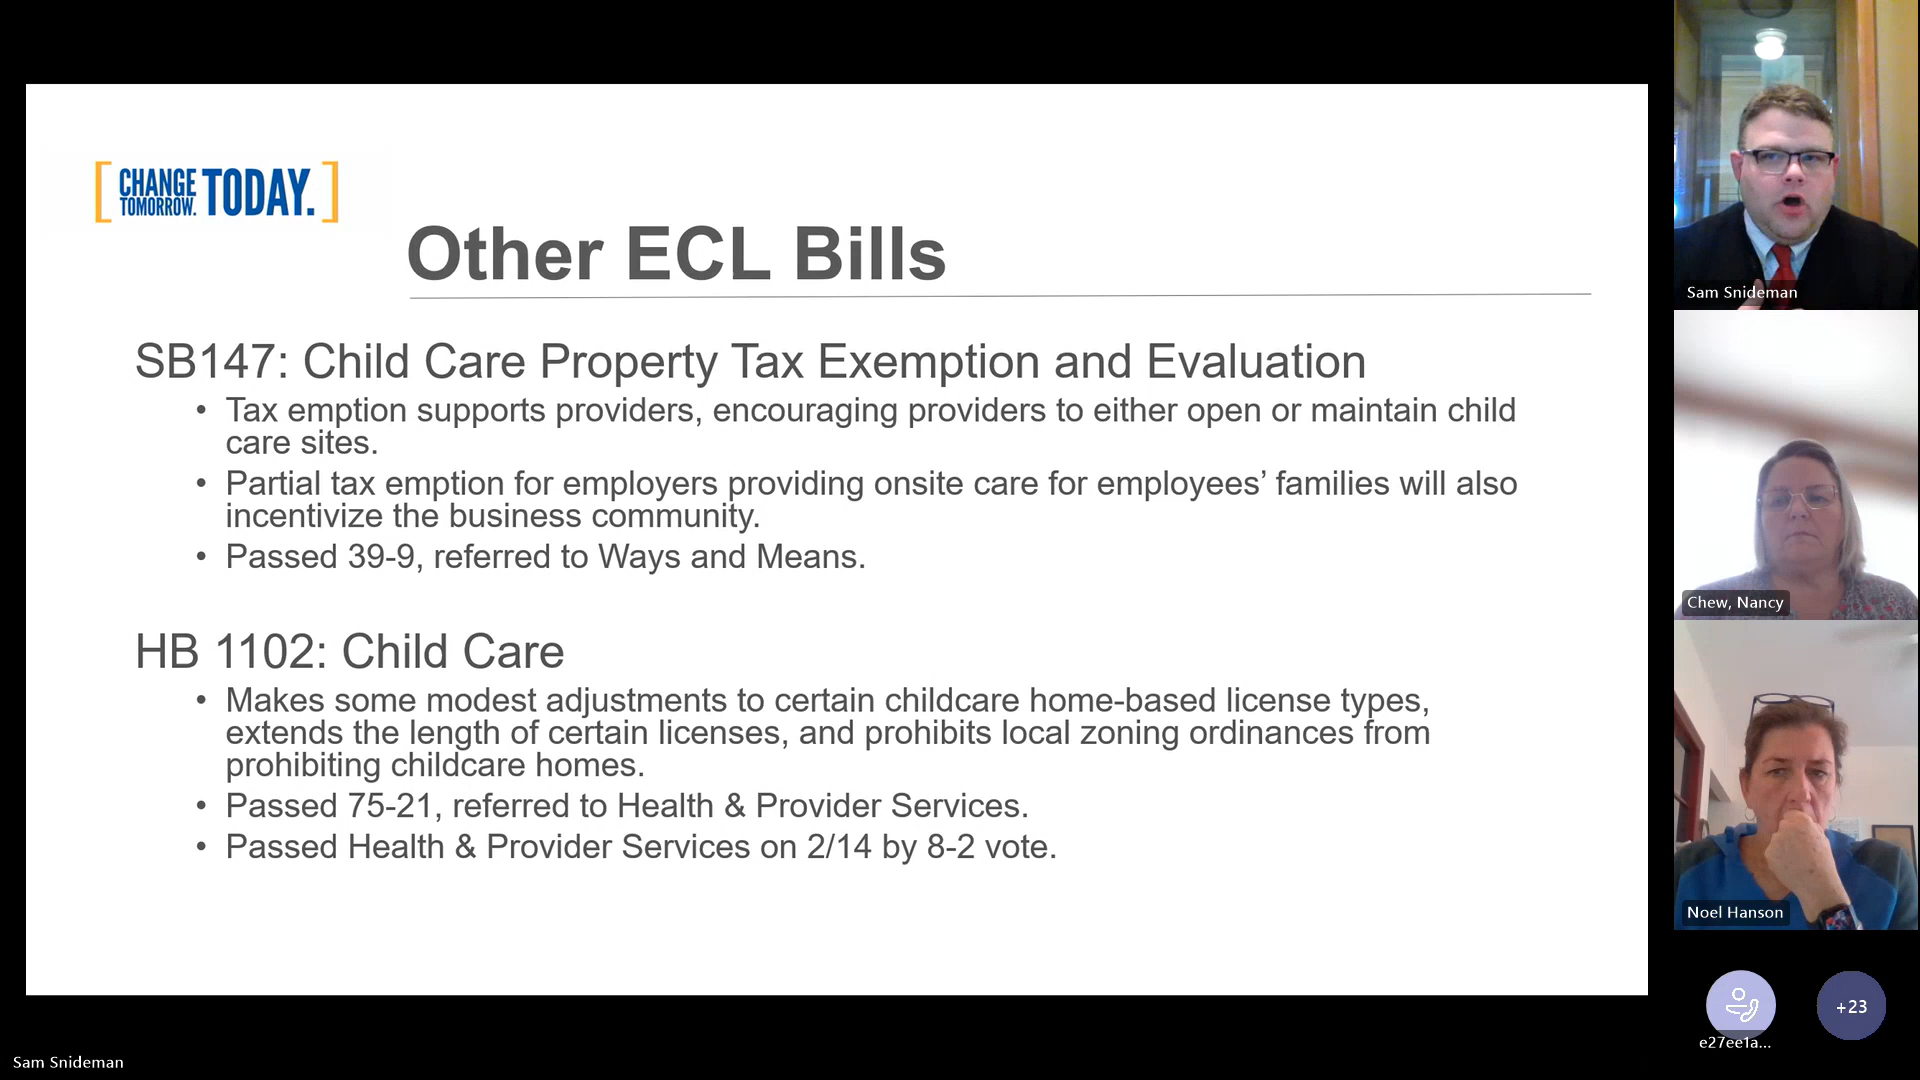 [ CHANGE TOMORROW. TODAY. ]
Other ECL Bills
SB147: Child Care Property Tax Exemption and Evaluation
• Tax emption supports providers, encouraging providers to either open or maintain child
care sites.
• Partial tax emption for employers providing onsite care for employees’ families will also
incentivize the business community.
• Passed 39-9, referred to Ways and Means.
HB 1102: Child Care
• Makes some modest adjustments to certain childcare home-based license types,
extends the length of certain licenses, and prohibits local zoning ordinances from
prohibiting childcare homes.
• Passed 75-21, referred to Health & Provider Services.
• Passed Health & Provider Services on 2/14 by 8-2 vote.
Sam Snideman
Chew, Nancy
Noel Hanson
e27ee1a...
+23
Sam Snideman